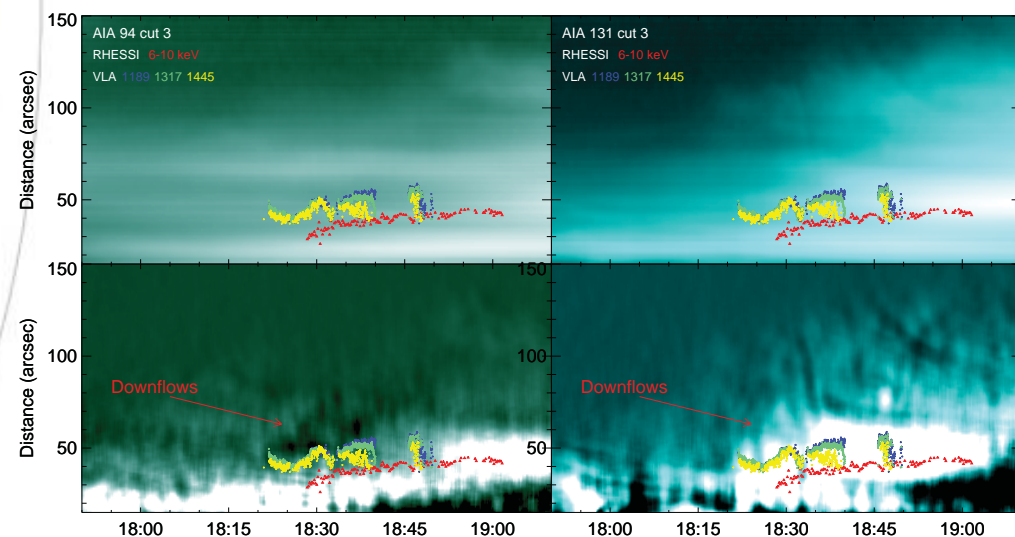 150
AIA 94 cut 3
RHESSI 6-10 keV
VLA 1189 1317 1445
AIA 131 cut 3
RHESSI 6-10 keV
VLA 1189 1317 1445
Distance (arcsec)
100
50
150
150
Distance (arcsec)
Downflows
Downflows
100
100
50
50
18:00 18:15 18:30 18:45 19:00
18:00 18:15 18:30 18:45 19:00